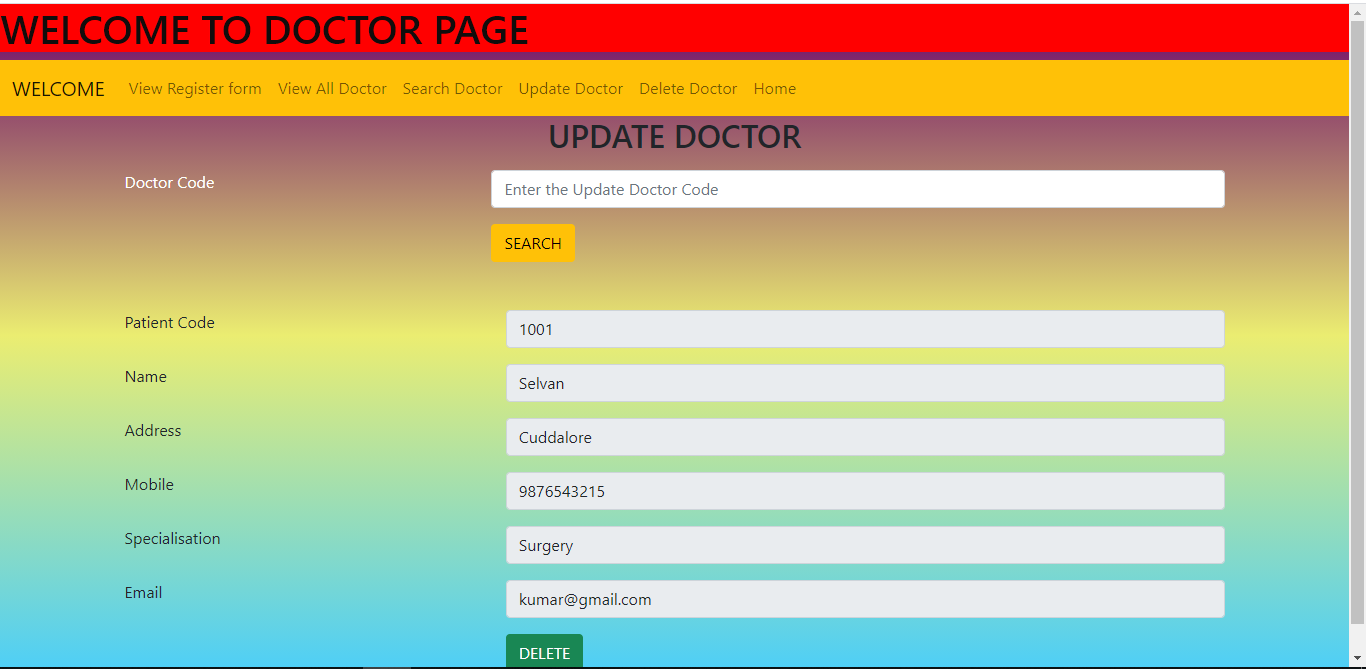 WELCOME TO DOCTOR PAGE
WELCOME View Register form View All Doctor Search Doctor Update Doctor Delete Doctor Home
UPDATE DOCTOR
Doctor Code Enter the Update Doctor Code
SEARCH
Patient Code 1001
Name Selvan
Address Cuddalore
Mobile 9876543215
Specialisation Surgery
Email kumar@gmail.com
DELETE